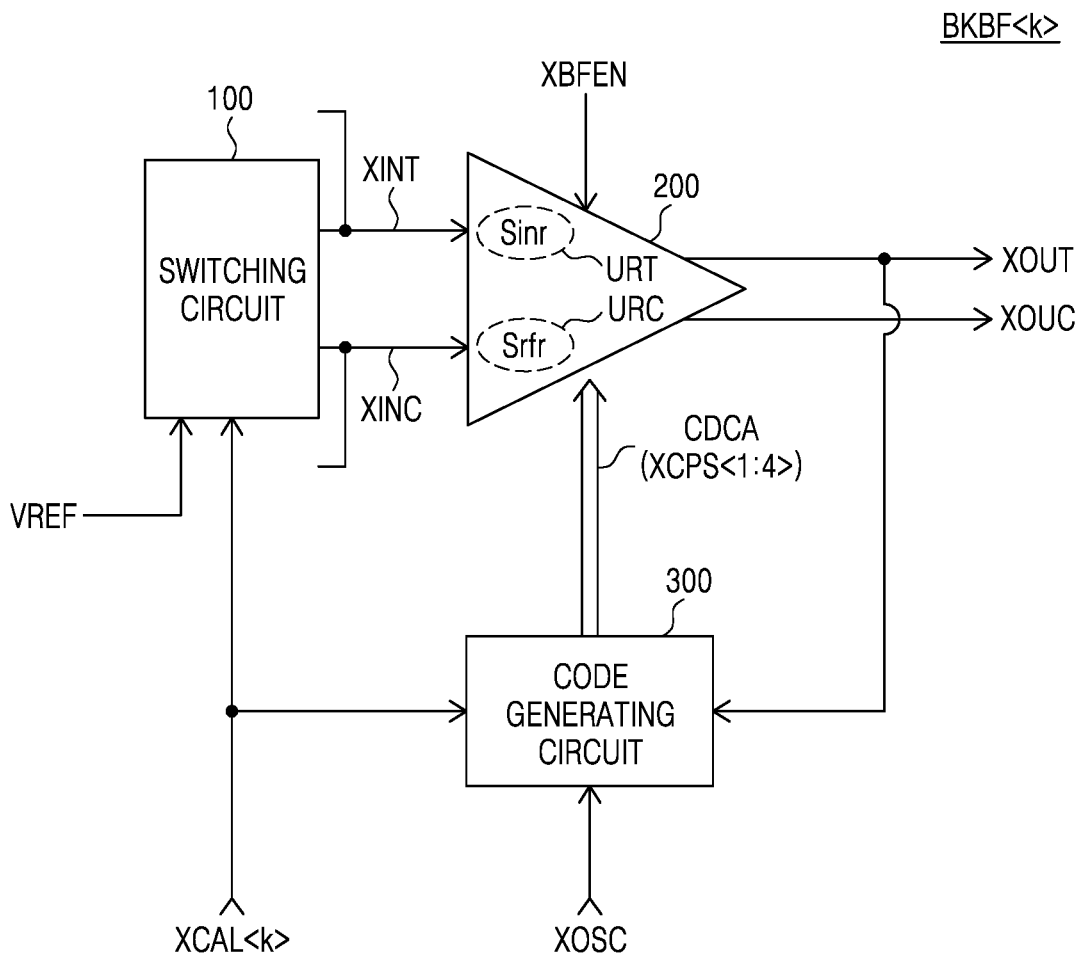 BKBF<k>
XBFEN
100
XINT
200
Sinr
SWITCHING
CIRCUIT
URT
XOUT
URC
XOUC
Srfr
XINC
CDCA
(XCPS<1:4>)
VREF
300
CODE
GENERATING
CIRCUIT
XCAL<k>
XOSC